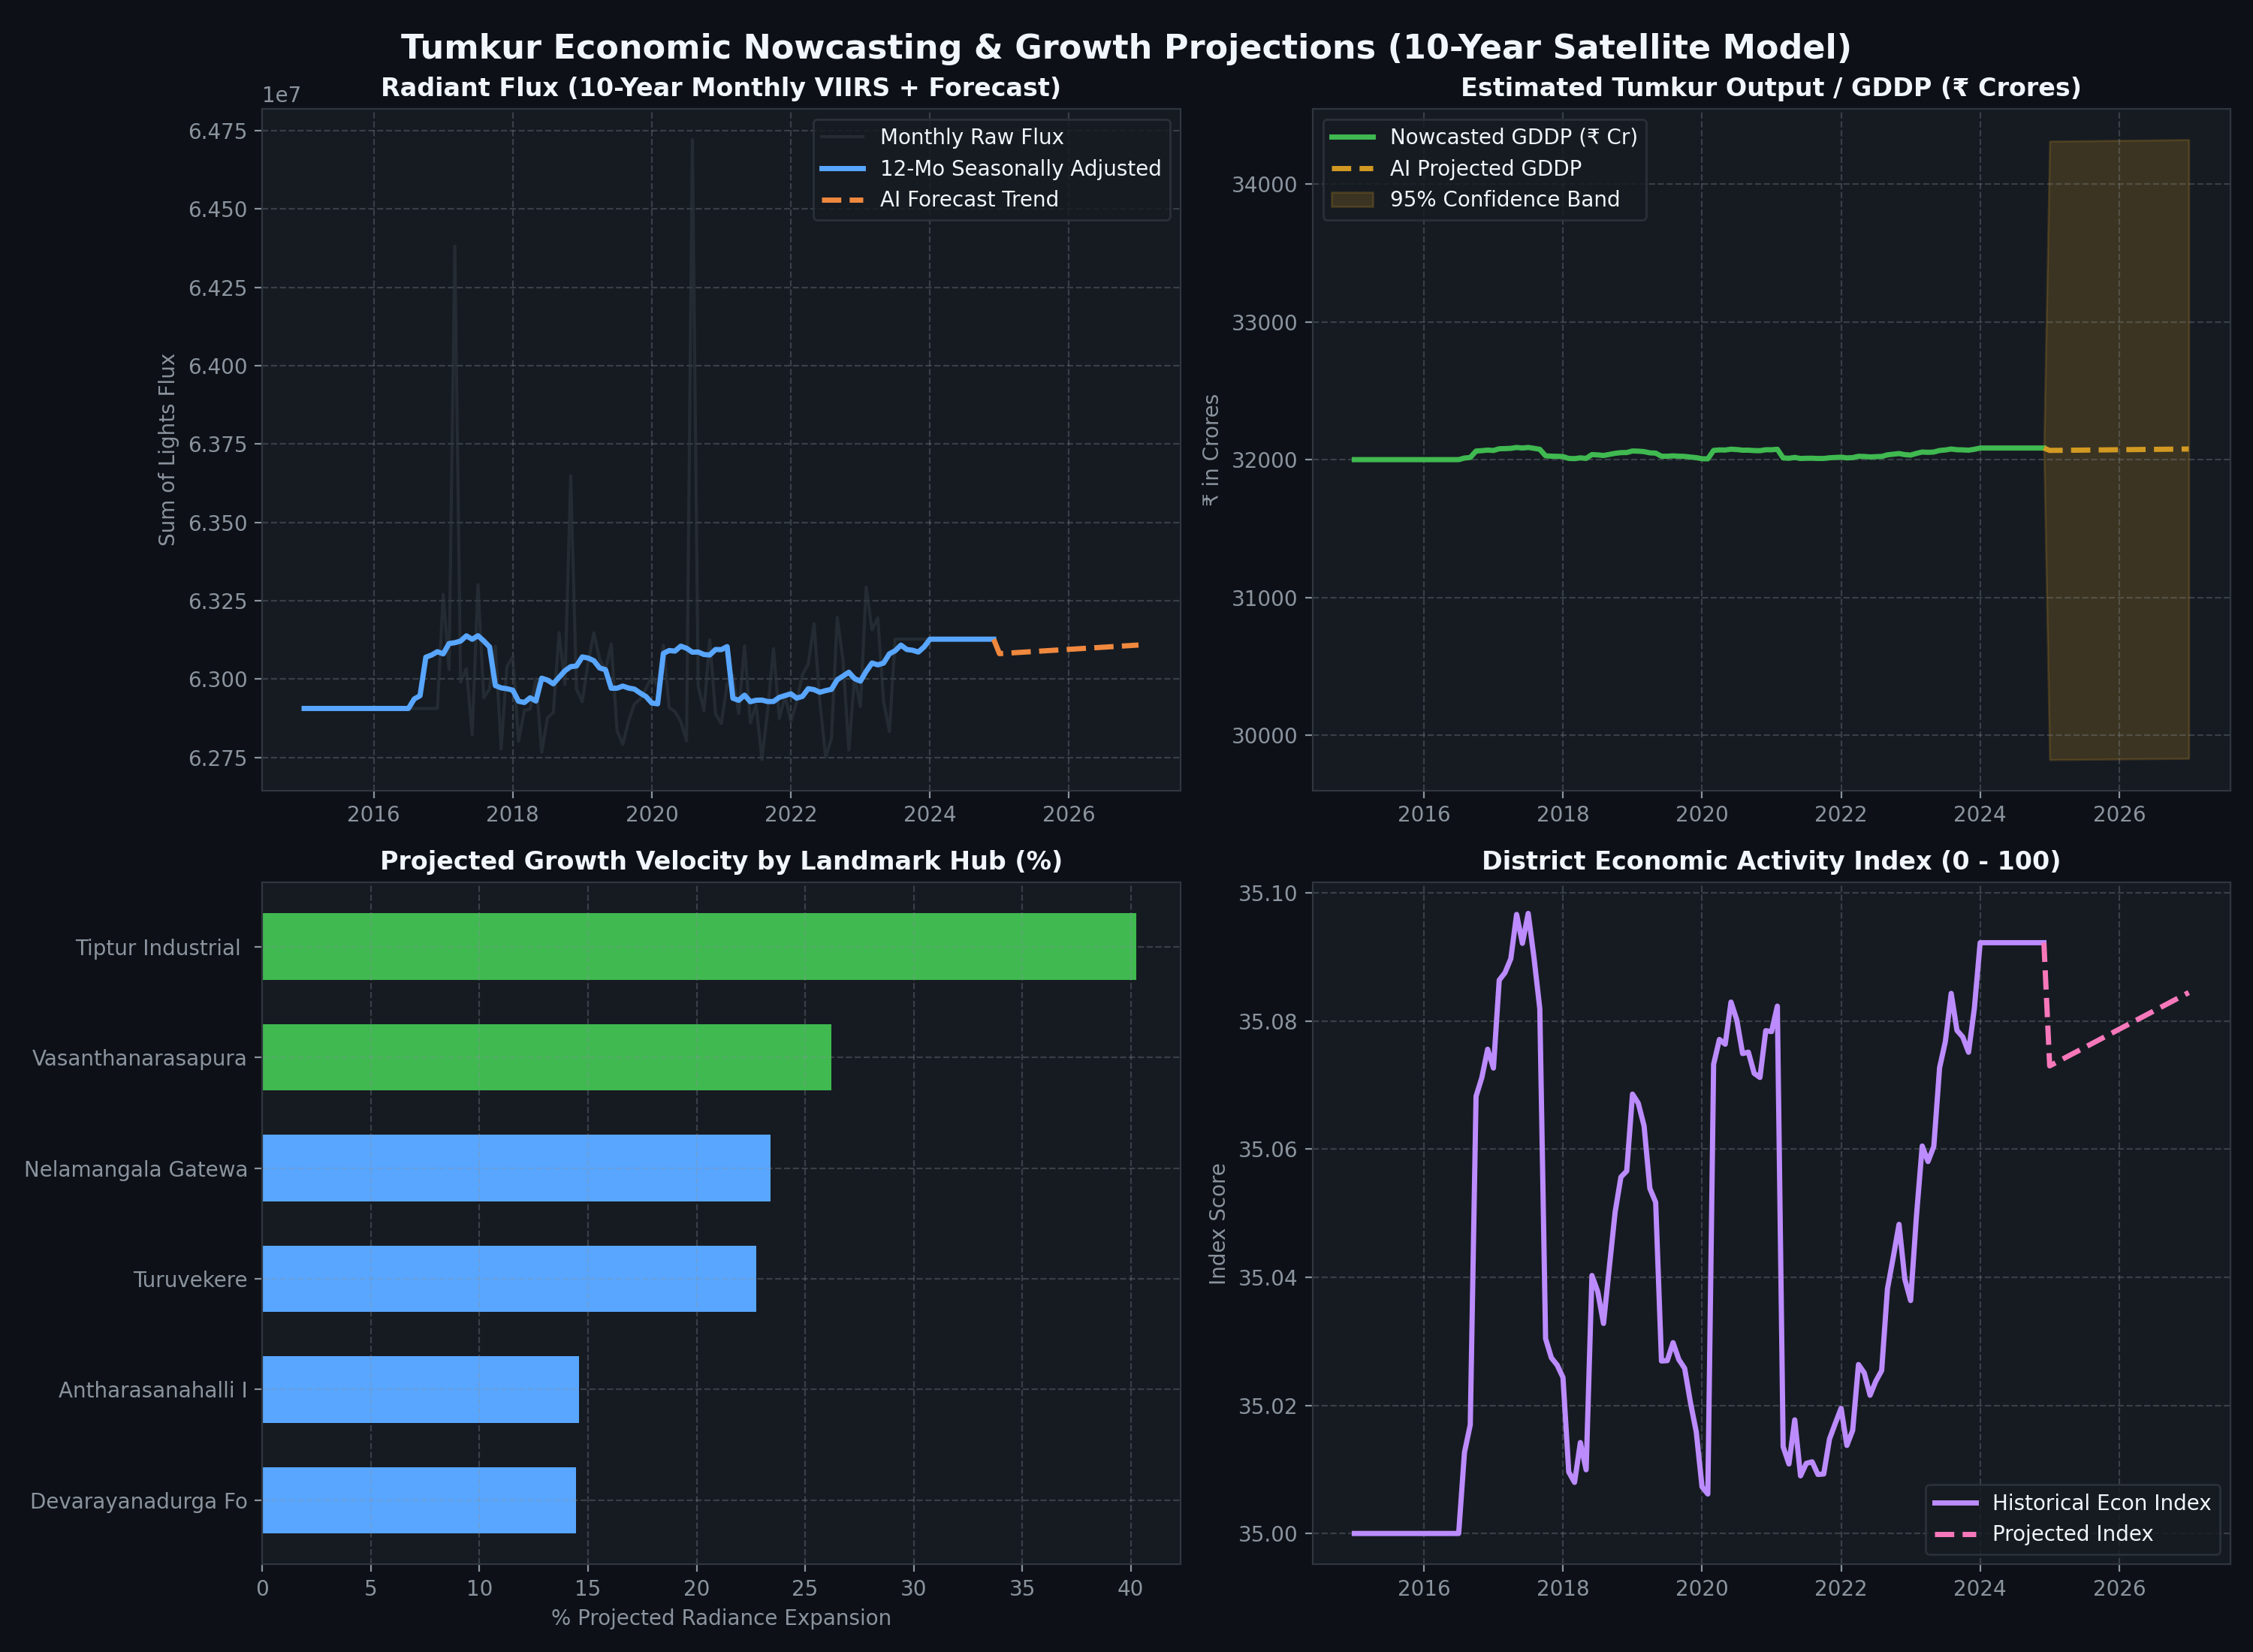 Tumkur Economic Nowcasting & Growth Projections (10-Year Satellite Model)
Radiant Flux (10-Year Monthly VIIRS + Forecast)
1e7
6.475
6.450
6.425
6.400
6.375
6.350
6.325
6.300
6.275
Sum of Lights Flux
Monthly Raw Flux
12-Mo Seasonally Adjusted
AI Forecast Trend
2016 2018 2020 2022 2024 2026
Estimated Tumkur Output / GDDP (₹ Crores)
34000
33000
32000
31000
30000
₹ in Crores
Nowcasted GDDP (₹ Cr)
AI Projected GDDP
95% Confidence Band
2016 2018 2020 2022 2024 2026
Projected Growth Velocity by Landmark Hub (%)
Tiptur Industrial
Vasantharasapura
Nelamangala Gatewa
Turuvekere
Antharasanahalli I
Devarayanadurga Fo
0 5 10 15 20 25 30 35 40
% Projected Radiance Expansion
District Economic Activity Index (0 - 100)
35.10
35.08
35.06
35.04
35.02
35.00
Index Score
Historical Econ Index
Projected Index
2016 2018 2020 2022 2024 2026